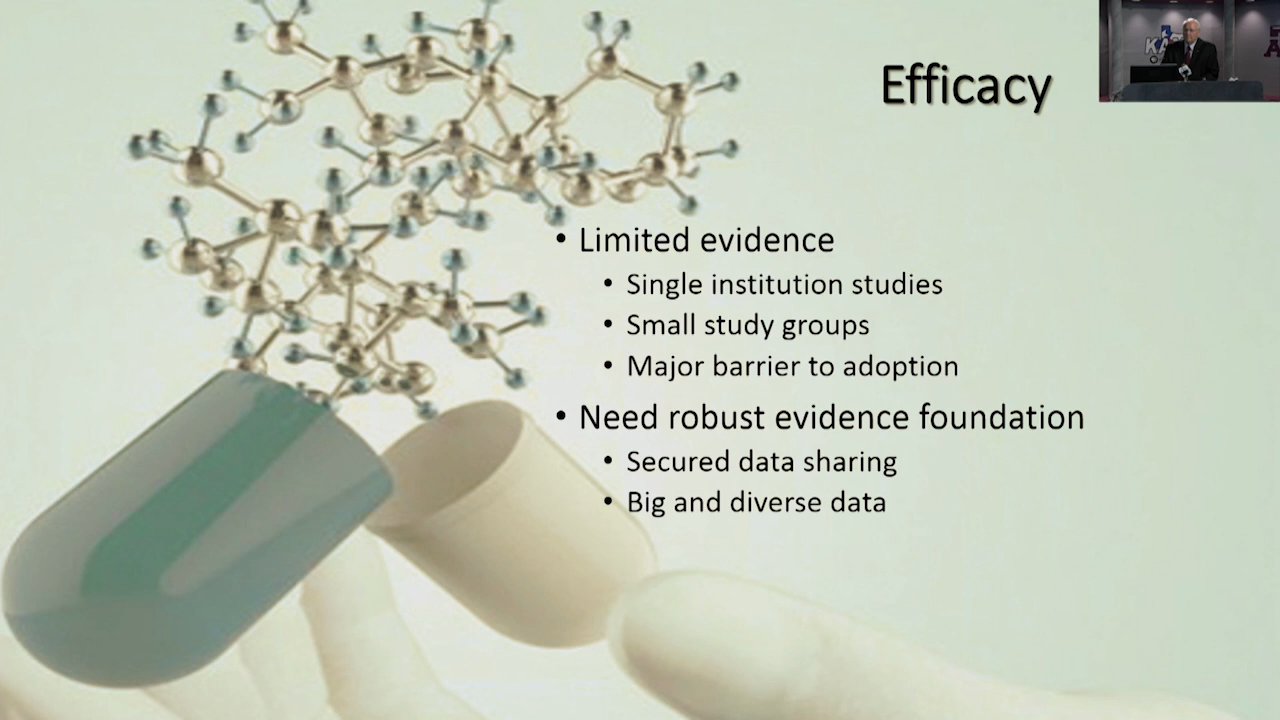 Efficacy
• Limited evidence
• Single institution studies
• Small study groups
• Major barrier to adoption
• Need robust evidence foundation
• Secured data sharing
• Big and diverse data